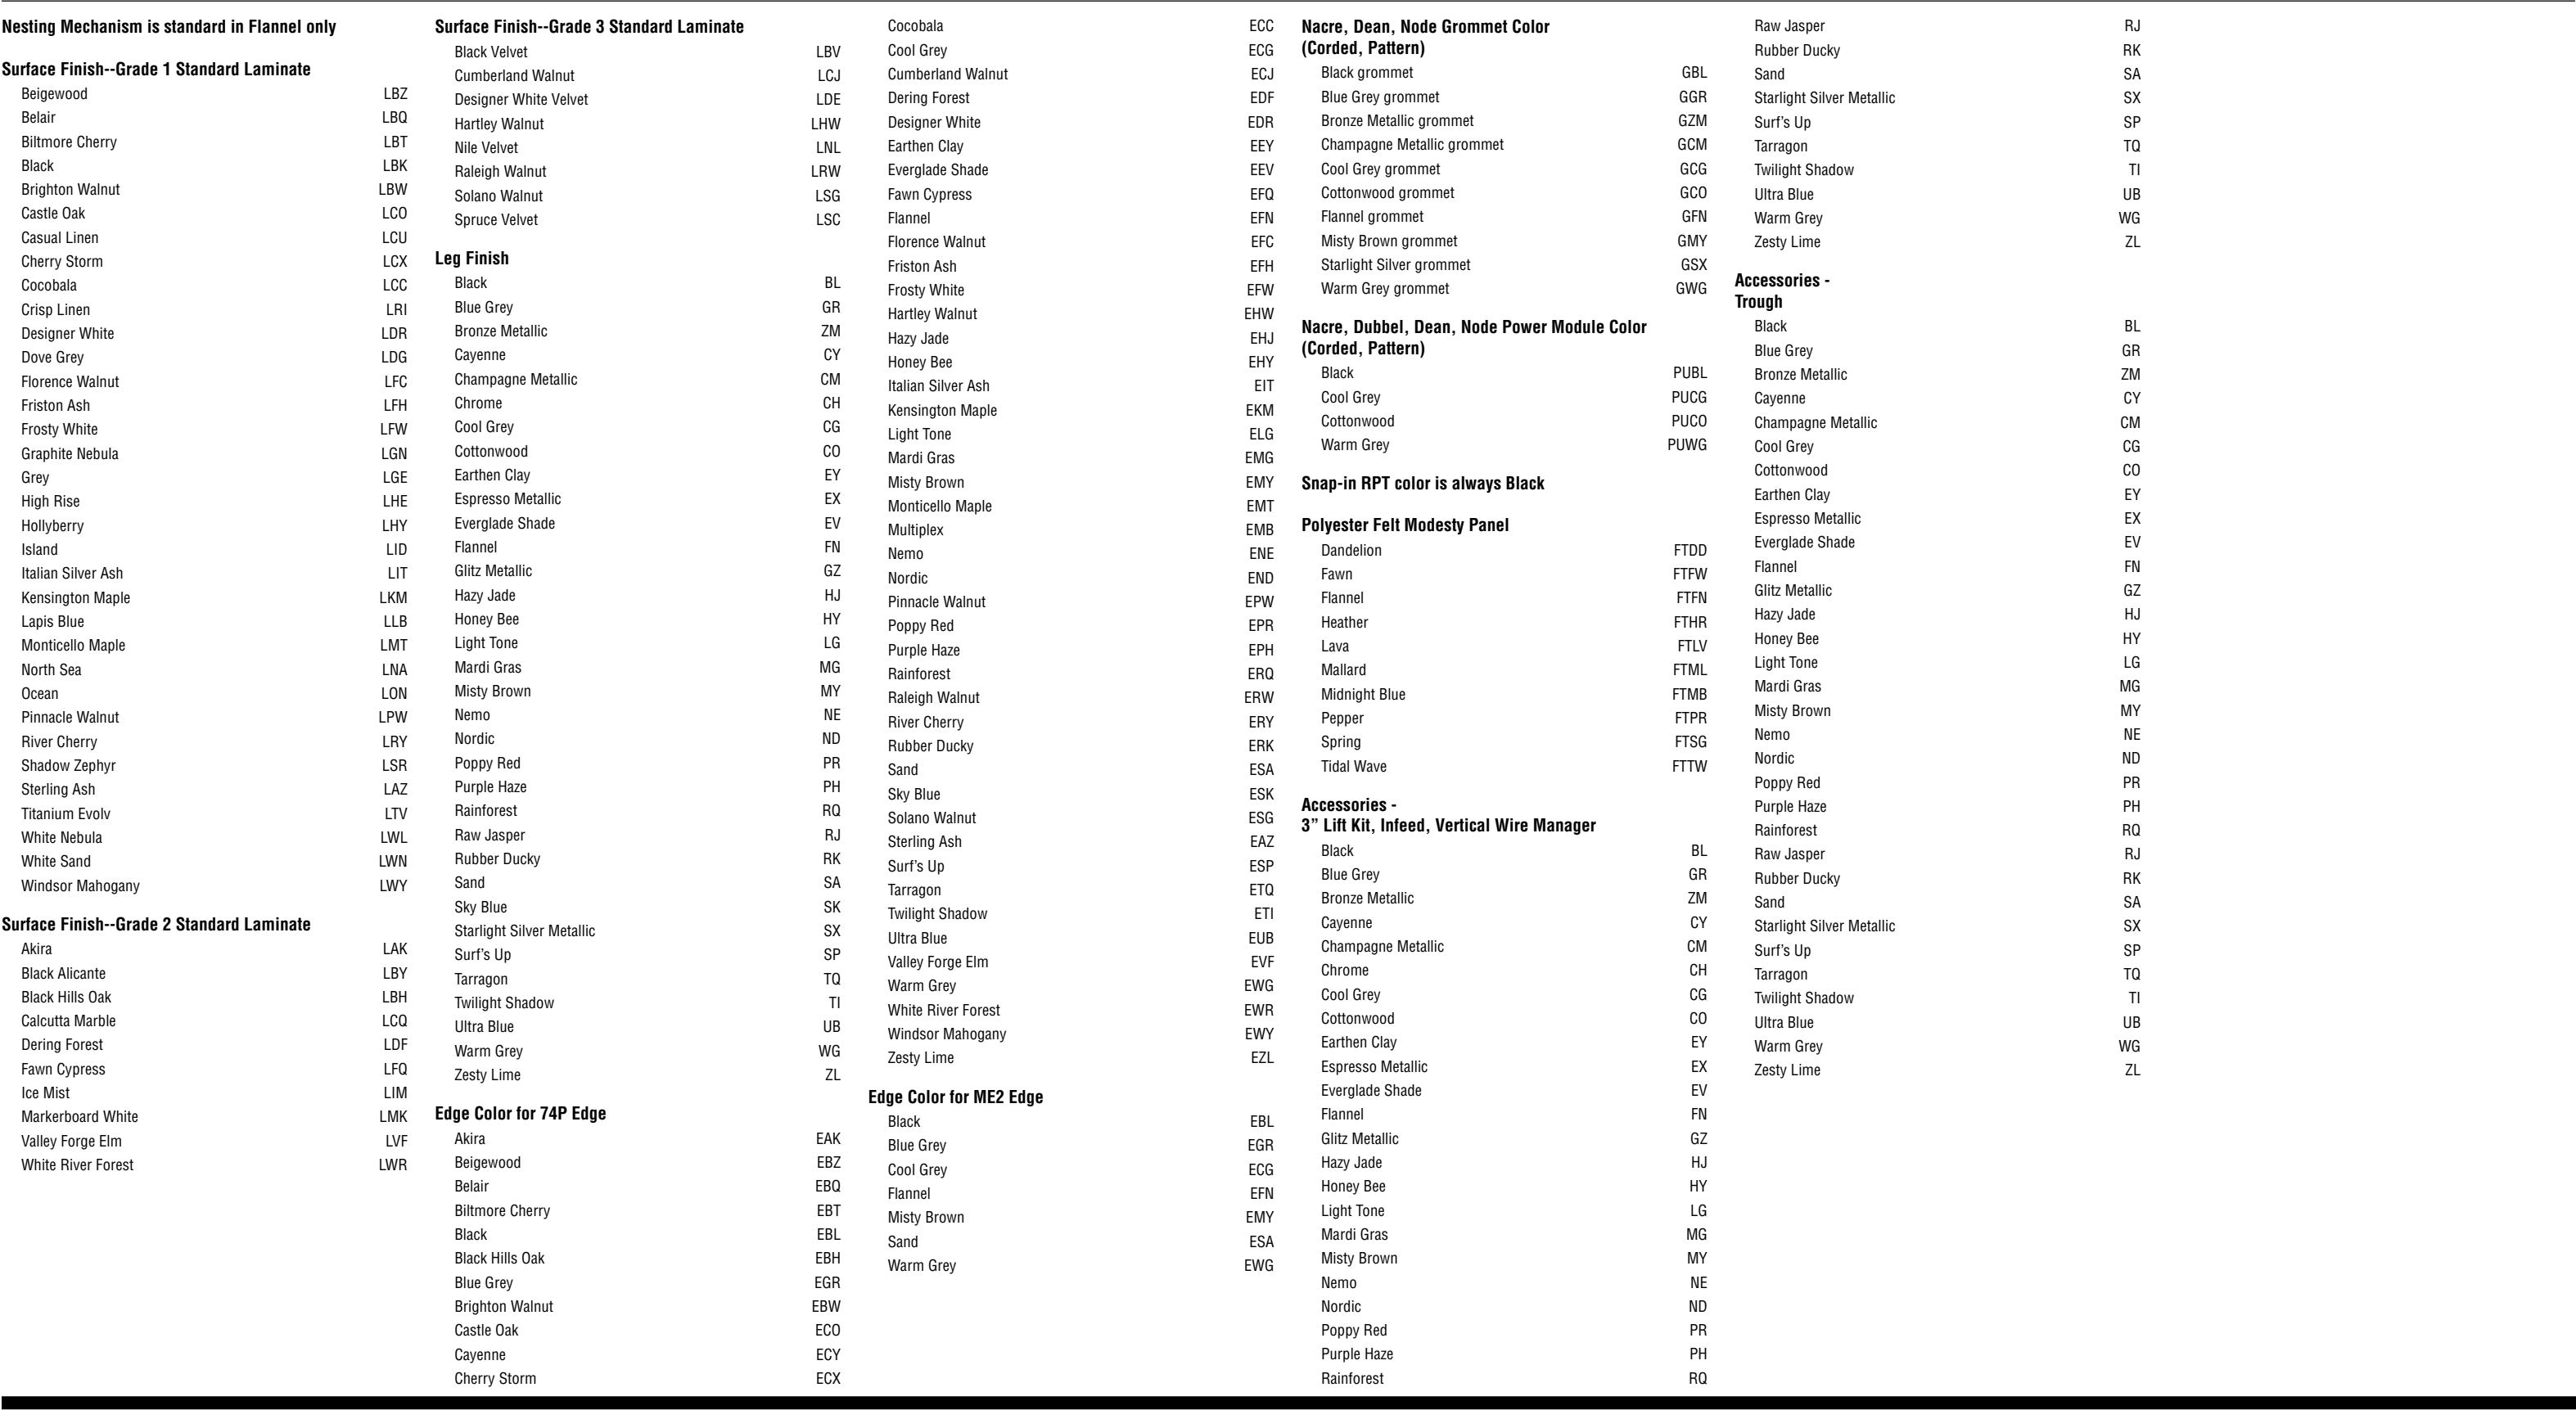 Nesting Mechanism is standard in Flannel only
Surface Finish--Grade 1 Standard Laminate
Beigewood LBZ
Belair LBQ
Biltmore Cherry LBT
Black LBK
Brighton Walnut LBW
Castle Oak LCO
Casual Linen LCU
Cherry Storm LCX
Cocobala LCC
Crisp Linen LRI
Designer White LDR
Dove Grey LDG
Florence Walnut LFC
Friston Ash LFH
Frosty White LFW
Graphite Nebula LGN
Grey LGE
High Rise LHE
Hollyberry LHY
Island LID
Italian Silver Ash LIT
Kensington Maple LKM
Lapis Blue LLB
Monticello Maple LMT
North Sea LNA
Ocean LON
Pinnacle Walnut LPW
River Cherry LRY
Shadow Zephyr LSR
Sterling Ash LAZ
Titanium Evolv LTV
White Nebula LWL
White Sand LWN
Windsor Mahogany LWY
Surface Finish--Grade 2 Standard Laminate
Akira LAK
Black Alicante LBY
Black Hills Oak LBH
Calcutta Marble LCQ
Dering Forest LDF
Fawn Cypress LFQ
Ice Mist LIM
Markerboard White LMK
Valley Forge Elm LVF
White River Forest LWR
Surface Finish--Grade 3 Standard Laminate
Black Velvet LBV
Cumberland Walnut LCJ
Designer White Velvet LDE
Hartley Walnut LHW
Nile Velvet LNL
Raleigh Walnut LRW
Solano Walnut LSG
Spruce Velvet LSC
Leg Finish
Black BL
Blue Grey GR
Bronze Metallic ZM
Cayenne CY
Champagne Metallic CM
Chrome CH
Cool Grey CG
Cottonwood CO
Earthen Clay EY
Espresso Metallic EX
Everglade Shade EV
Flannel FN
Glitz Metallic GZ
Hazy Jade HJ
Honey Bee HY
Light Tone LG
Mardi Gras MG
Misty Brown MY
Nemo NE
Nordic ND
Poppy Red PR
Purple Haze PH
Rainforest RQ
Raw Jasper RJ
Rubber Ducky RK
Sand SA
Sky Blue SK
Starlight Silver Metallic SX
Surf’s Up SP
Tarragon TQ
Twilight Shadow TI
Ultra Blue UB
Warm Grey WG
Zesty Lime ZL
Edge Color for 74P Edge
Akira EAK
Beigewood EBZ
Belair EBQ
Biltmore Cherry EBT
Black EBL
Black Hills Oak EBH
Blue Grey EGR
Brighton Walnut EBW
Castle Oak ECO
Cayenne ECY
Cherry Storm ECX
Cocobala ECC
Cool Grey ECG
Cumberland Walnut ECJ
Dering Forest EDF
Designer White EDR
Earthen Clay EEY
Everglade Shade EEV
Fawn Cypress EFQ
Flannel EFN
Florence Walnut EFC
Friston Ash EFH
Frosty White EFW
Hartley Walnut EHW
Hazy Jade EHJ
Honey Bee EHY
Italian Silver Ash EIT
Kensington Maple EKM
Light Tone ELG
Mardi Gras EMG
Misty Brown EMY
Monticello Maple EMT
Multiplex EMB
Nemo ENE
Nordic END
Pinnacle Walnut EPW
Poppy Red EPR
Purple Haze EPH
Rainforest ERQ
Raleigh Walnut ERW
River Cherry ERY
Rubber Ducky ERK
Sand ESA
Sky Blue ESK
Solano Walnut ESG
Sterling Ash EAZ
Surf’s Up ESP
Tarragon ETQ
Twilight Shadow ETI
Ultra Blue EUB
Valley Forge Elm EVF
Warm Grey EWG
White River Forest EWR
Windsor Mahogany EWY
Zesty Lime EZL
Edge Color for ME2 Edge
Black EBL
Blue Grey EGR
Cool Grey ECG
Flannel EFN
Misty Brown EMY
Sand ESA
Warm Grey EWG
Nacre, Dean, Node Grommet Color
(Corded, Pattern)
Black grommet GBL
Blue Grey grommet GGR
Bronze Metallic grommet GZM
Champagne Metallic grommet GCM
Cool Grey grommet GCG
Cottonwood grommet GCO
Flannel grommet GFN
Misty Brown grommet GMY
Starlight Silver grommet GSX
Warm Grey grommet GWG
Nacre, Dubbel, Dean, Node Power Module Color
(Corded, Pattern)
Black PUBL
Cool Grey PUCG
Cottonwood PUCO
Warm Grey PUWG
Snap-in RPT color is always Black
Polyester Felt Modesty Panel
Dandelion FTDD
Fawn FTFW
Flannel FTFN
Heather FTHR
Lava FTLV
Mallard FTML
Midnight Blue FTMB
Pepper FTPR
Spring FTSG
Tidal Wave FTTW
Accessories -
3” Lift Kit, Infeed, Vertical Wire Manager
Black BL
Blue Grey GR
Bronze Metallic ZM
Cayenne CY
Champagne Metallic CM
Chrome CH
Cool Grey CG
Cottonwood CO
Earthen Clay EY
Espresso Metallic EX
Everglade Shade EV
Flannel FN
Glitz Metallic GZ
Hazy Jade HJ
Honey Bee HY
Light Tone LG
Mardi Gras MG
Misty Brown MY
Nemo NE
Nordic ND
Poppy Red PR
Purple Haze PH
Rainforest RQ
Raw Jasper RJ
Rubber Ducky RK
Sand SA
Starlight Silver Metallic SX
Surf’s Up SP
Tarragon TQ
Twilight Shadow TI
Ultra Blue UB
Warm Grey WG
Zesty Lime ZL
Accessories -
Trough
Black BL
Blue Grey GR
Bronze Metallic ZM
Cayenne CY
Champagne Metallic CM
Cool Grey CG
Cottonwood CO
Earthen Clay EY
Espresso Metallic EX
Everglade Shade EV
Flannel FN
Glitz Metallic GZ
Hazy Jade HJ
Honey Bee HY
Light Tone LG
Mardi Gras MG
Misty Brown MY
Nemo NE
Nordic ND
Poppy Red PR
Purple Haze PH
Rainforest RQ
Raw Jasper RJ
Rubber Ducky RK
Sand SA
Starlight Silver Metallic SX
Surf’s Up SP
Tarragon TQ
Twilight Shadow TI
Ultra Blue UB
Warm Grey WG
Zesty Lime ZL